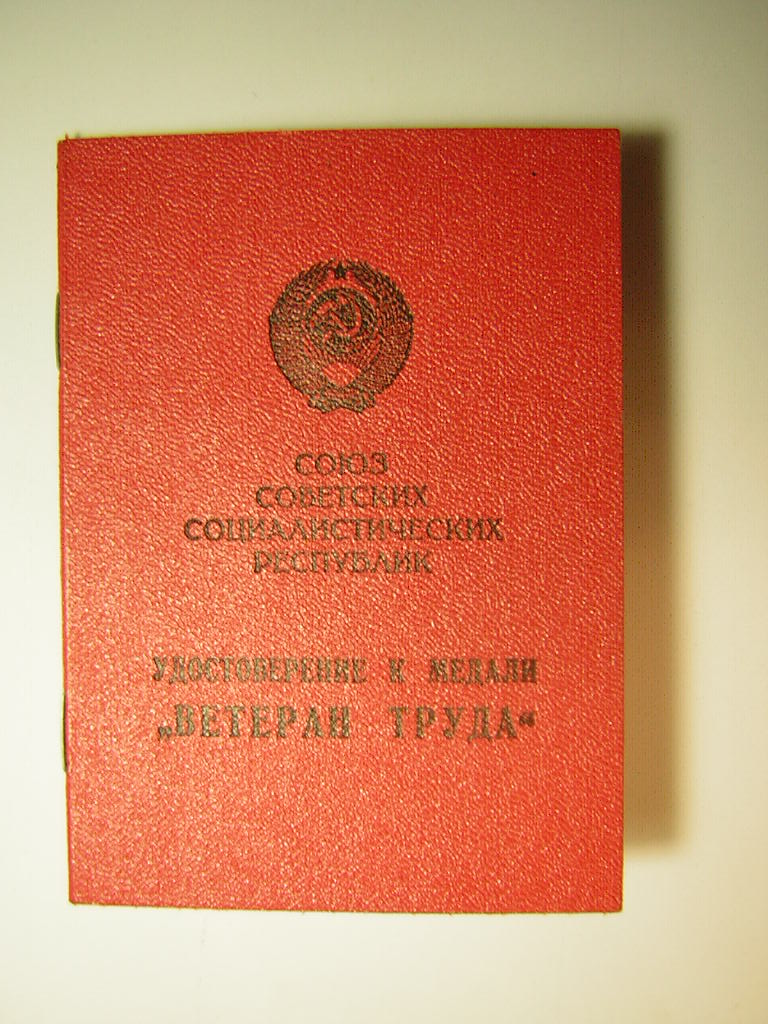 СОЮЗ
СОВЕТСКИХ
СОЦИАЛИСТИЧЕСКИХ
РЕСПУБЛИК
УДОСТОВЕРЕНИЕ К МЕДАЛИ
„ВЕТЕРАН ТРУДА“